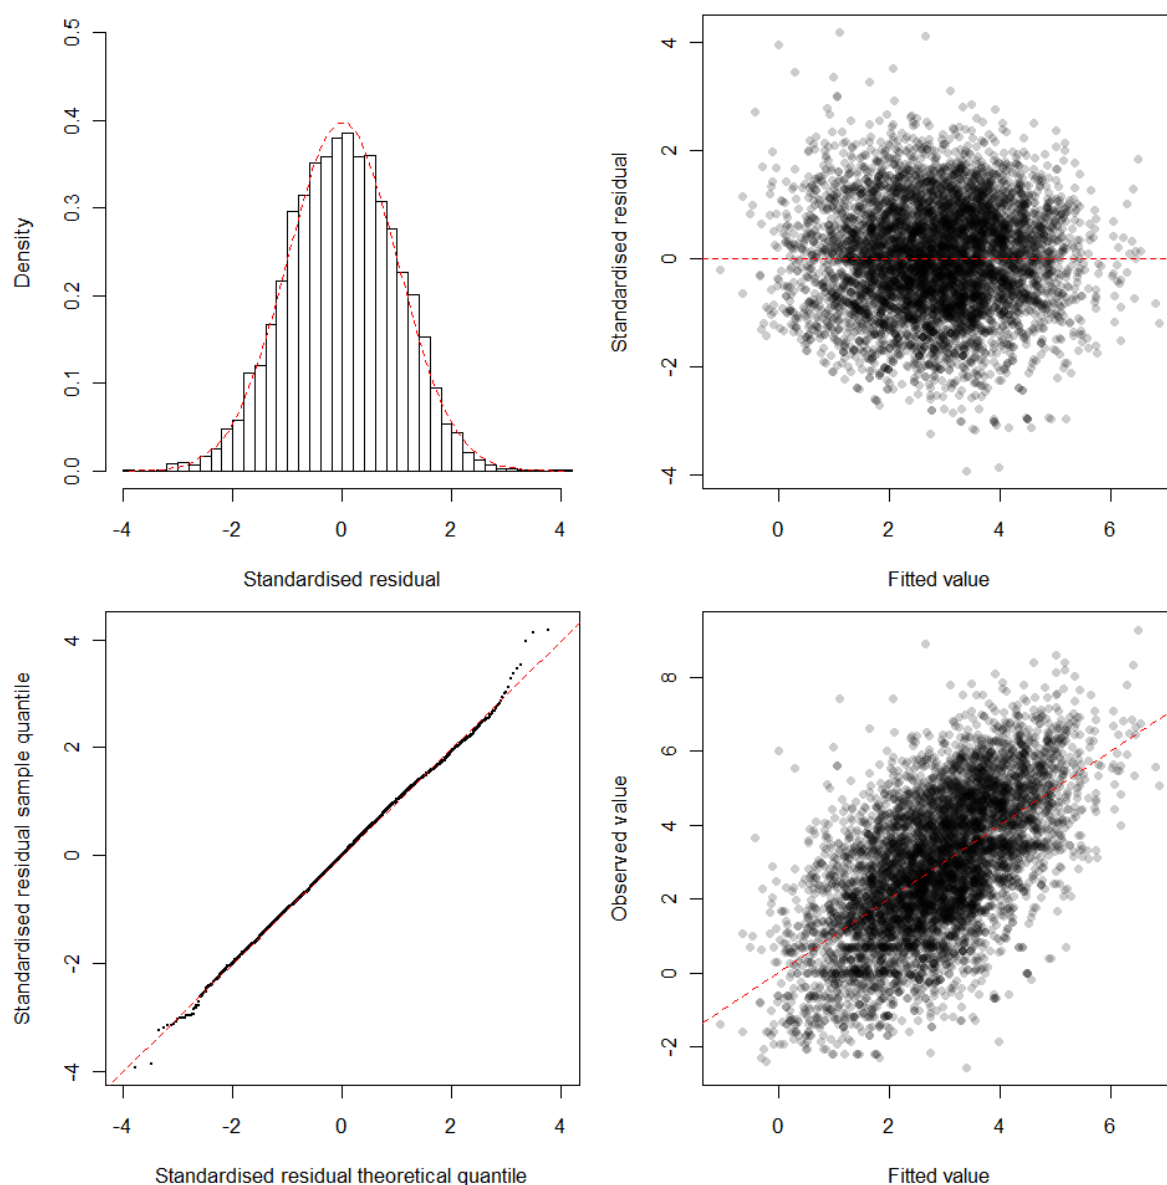 0.5
0.4
0.3
0.2
0.1
0.0
Density
-4 -2 0 2 4
Standardised residual
4
2
0
-2
-4
Standardised residual
0 2 4 6
Fitted value
4
2
0
-2
-4
Standardised residual sample quantile
-4 -2 0 2 4
Standardised residual theoretical quantile
8
6
4
2
0
-2
Observed value
0 2 4 6
Fitted value